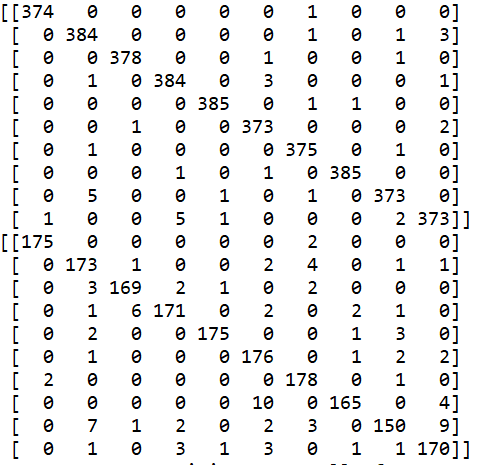 [[374 0 0 0 0 0 1 0 0 0]
[ 0 384 0 0 0 0 1 0 1 3]
[ 0 0 378 0 0 1 0 0 1 0]
[ 0 1 0 384 0 3 0 0 0 1]
[ 0 0 0 0 385 0 1 1 0 0]
[ 0 0 1 0 0 373 0 0 0 2]
[ 0 1 0 0 0 0 375 0 1 0]
[ 0 0 0 1 0 1 0 385 0 0]
[ 0 5 0 0 1 0 1 0 373 0]
[ 1 0 0 5 1 0 0 0 2 373]]
[[175 0 0 0 0 0 2 0 0 0]
[ 0 173 1 0 0 2 4 0 1 1]
[ 0 3 169 2 1 0 2 0 0 0]
[ 0 1 6 171 0 2 0 2 1 0]
[ 0 2 0 0 175 0 0 1 3 0]
[ 0 1 0 0 0 176 0 1 2 2]
[ 2 0 0 0 0 0 178 0 1 0]
[ 0 0 0 0 0 10 0 165 0 4]
[ 0 7 1 2 0 2 3 0 150 9]
[ 0 1 0 3 1 3 0 1 1 170]]